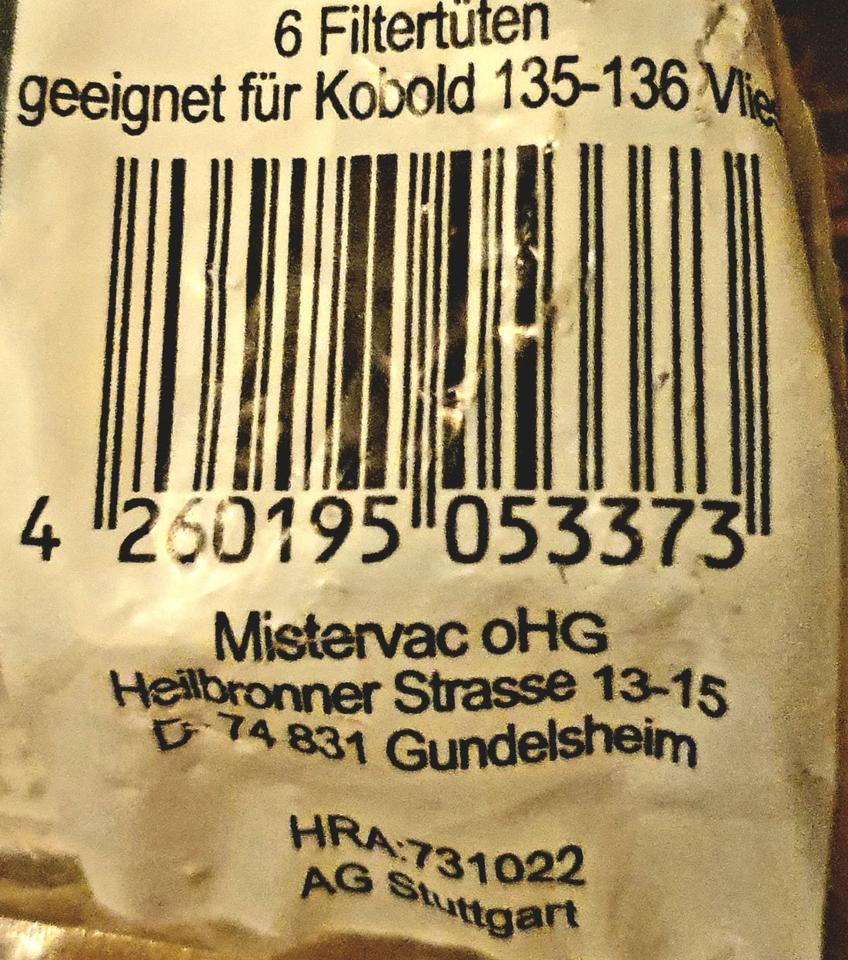 6 Filtertüten
geeignet für Kobold 135-136 Vlies
4 260195 053373
Mistervac oHG
Heilbronner Strasse 13-15
D- 74 831 Gundelsheim
HRA:731022
AG Stuttgart